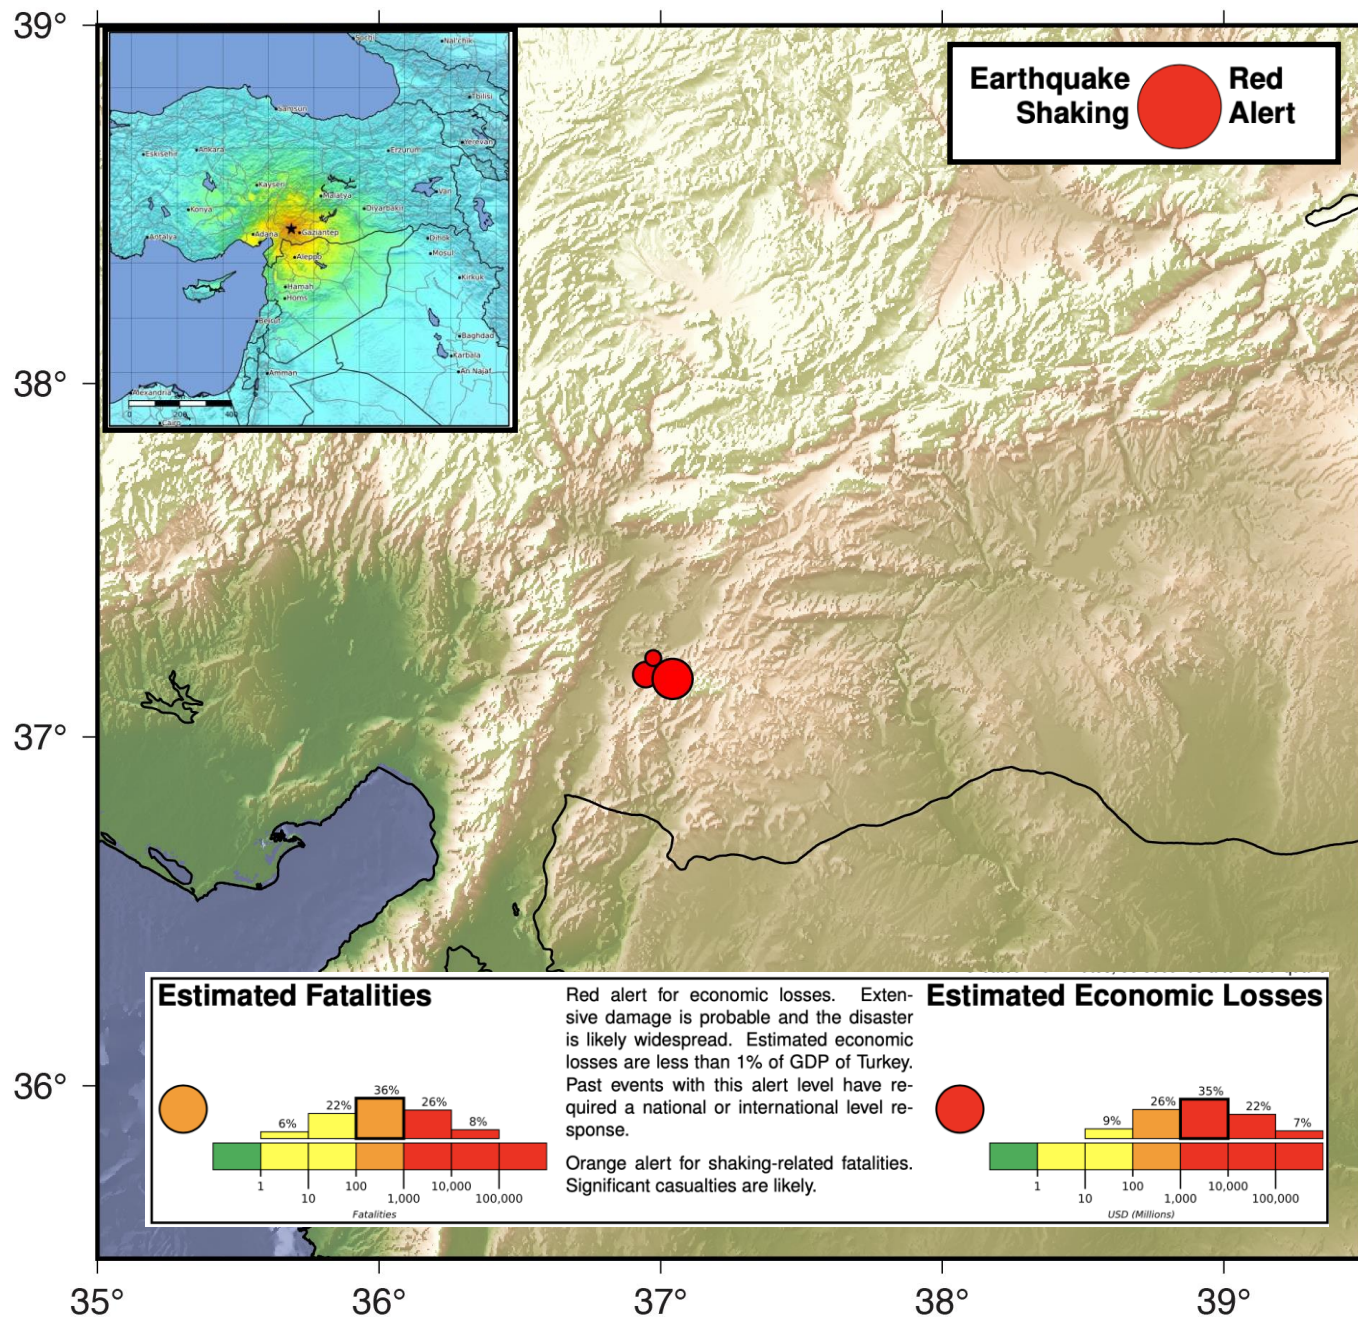 39°
38°
37°
36°
35°
36°
37°
38°
39°
Sochi
Nal'chik
Tbilisi
Samsun
Yerevan
Eskisehir
Ankara
Erzurum
Kayseri
Malatya
Van
Konya
Diyarbakir
Antalya
Adana
Gaziantep
Dihok
Aleppo
Mosul
Hamah
Kirkuk
Homs
Beirut
Baghdad
Karbala
Amman
An Najaf
Alexandria
km
0
200
400
Cairo
Earthquake
Shaking
Red
Alert
Estimated Fatalities
6%
22%
36%
26%
8%
1
10
100
1,000
10,000
100,000
Fatalities
Red alert for economic losses. Exten-
sive damage is probable and the disaster
is likely widespread. Estimated economic
losses are less than 1% of GDP of Turkey.
Past events with this alert level have re-
quired a national or international level re-
sponse.
Orange alert for shaking-related fatalities.
Significant casualties are likely.
Estimated Economic Losses
9%
26%
35%
22%
7%
1
10
100
1,000
10,000
100,000
USD (Millions)